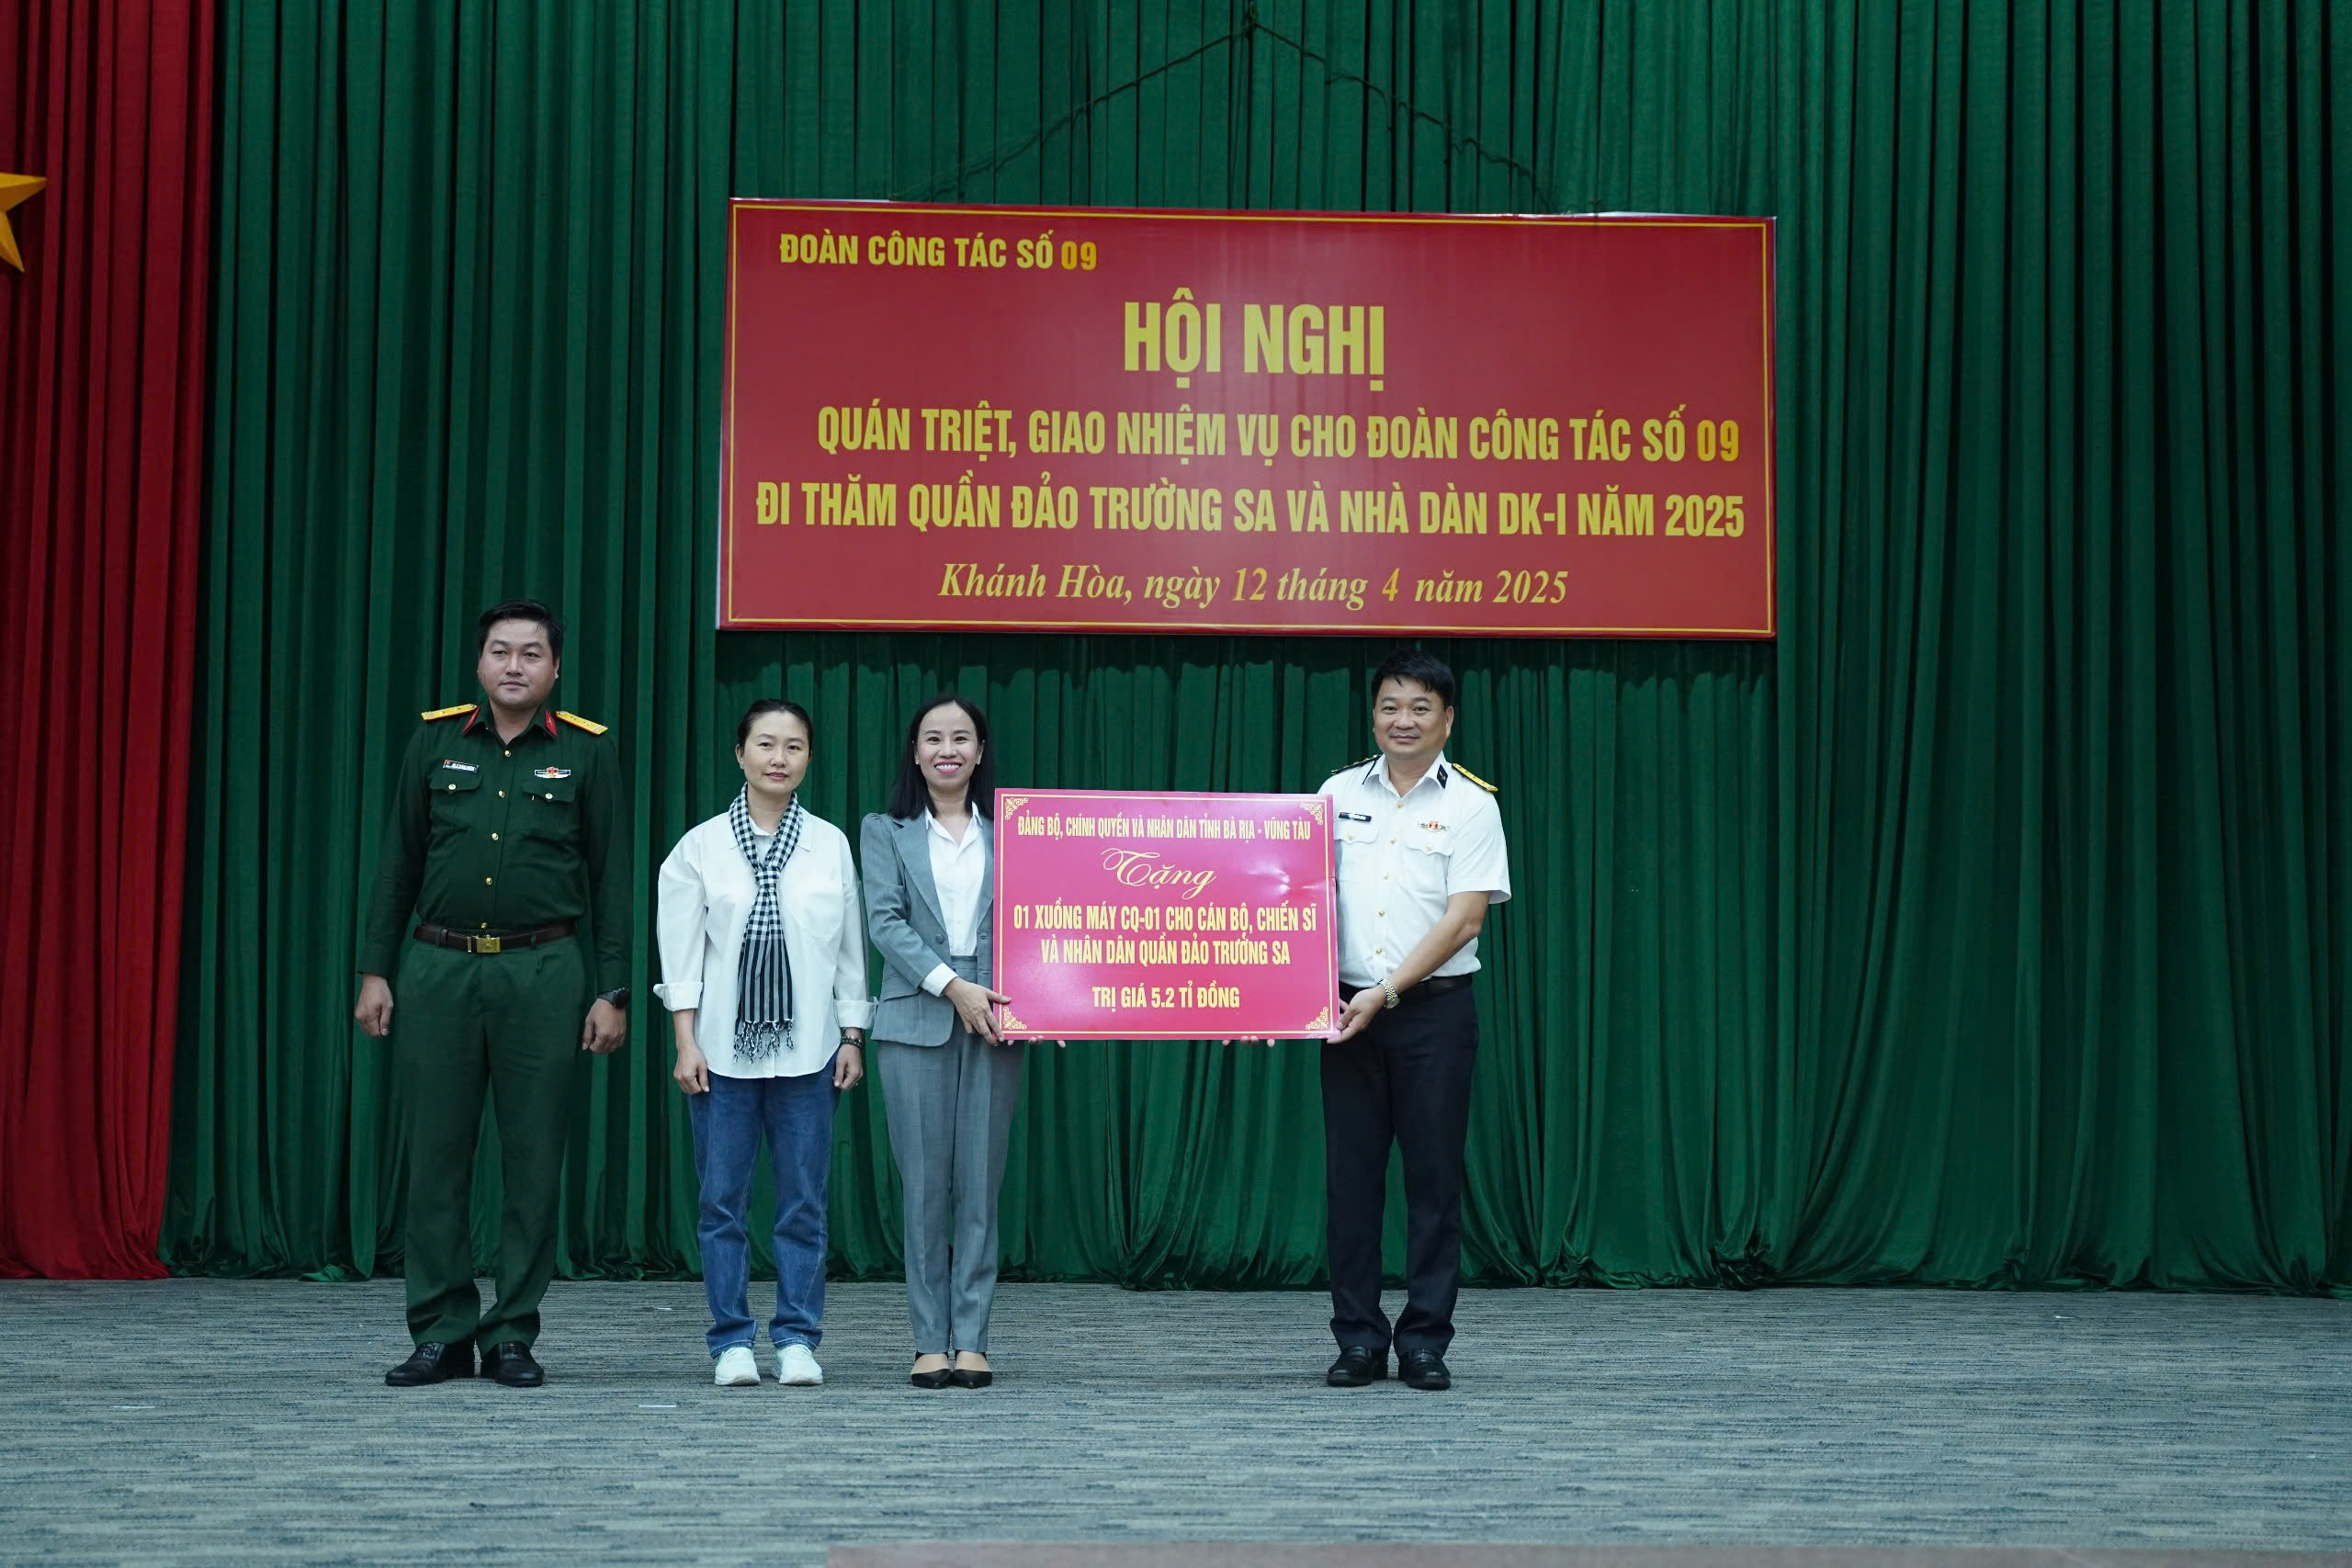 ĐOÀN CÔNG TÁC SỐ 09
HỘI NGHỊ
QUÁN TRIỆT, GIAO NHIỆM VỤ CHO ĐOÀN CÔNG TÁC SỐ 09
ĐI THĂM QUẦN ĐẢO TRƯỜNG SA VÀ NHÀ DÀN DK-I NĂM 2025
Khánh Hòa, ngày 12 tháng 4 năm 2025
ĐẢNG BỘ, CHÍNH QUYỀN VÀ NHÂN DÂN TỈNH BÀ RỊA - VŨNG TÀU
Tặng
01 XUỒNG MÁY CQ-01 CHO CÁN BỘ, CHIẾN SĨ
VÀ NHÂN DÂN QUẦN ĐẢO TRƯỜNG SA
TRỊ GIÁ 5.2 TỈ ĐỒNG